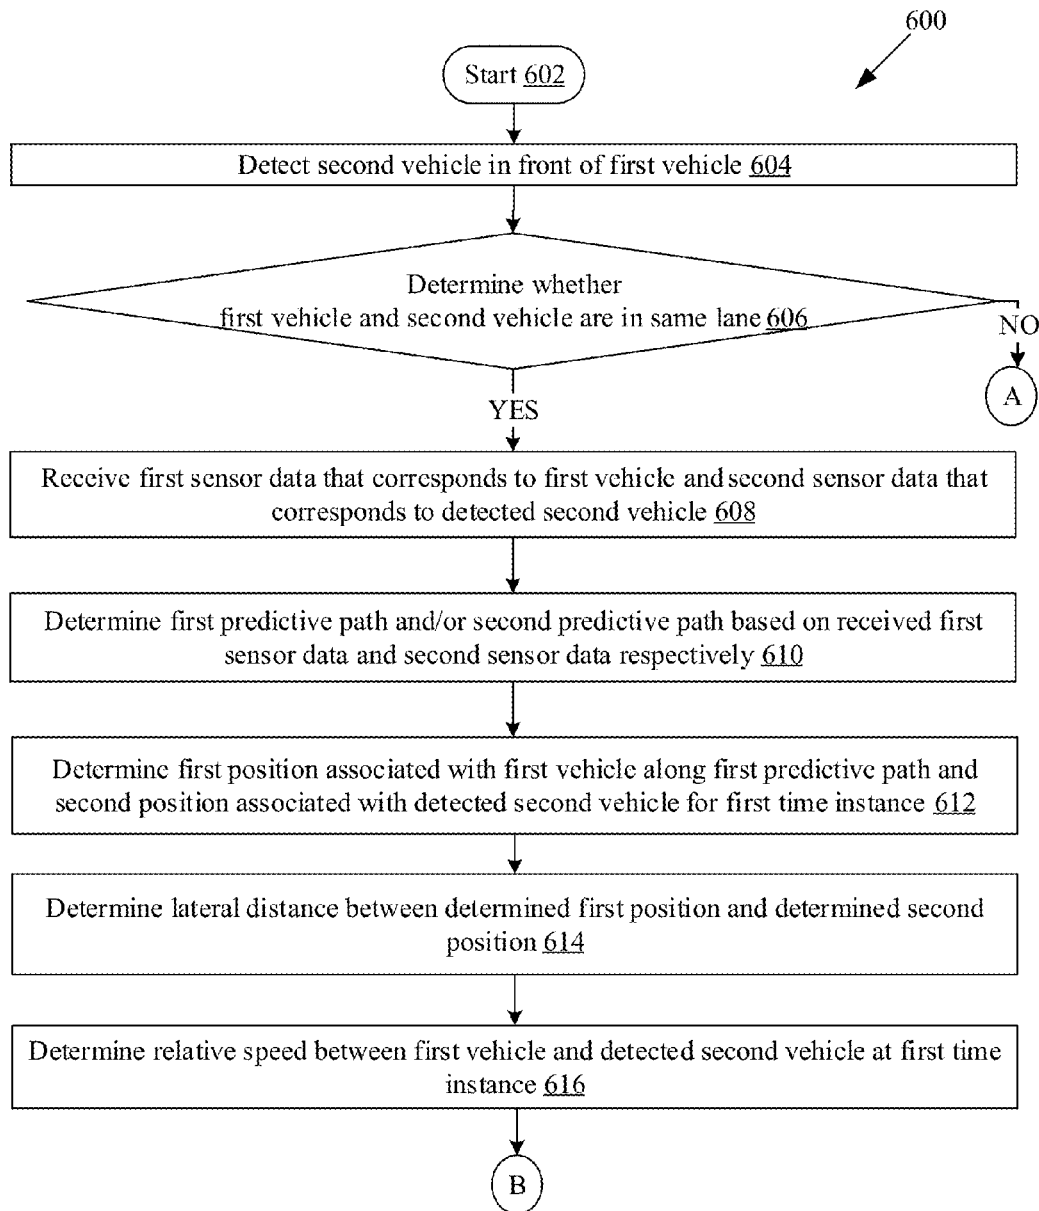 600
Start 602
Detect second vehicle in front of first vehicle 604
Determine whether
first vehicle and second vehicle are in same lane 606
NO
A
YES
Receive first sensor data that corresponds to first vehicle and second sensor data that
corresponds to detected second vehicle 608
Determine first predictive path and/or second predictive path based on received first
sensor data and second sensor data respectively 610
Determine first position associated with first vehicle along first predictive path and
second position associated with detected second vehicle for first time instance 612
Determine lateral distance between determined first position and determined second
position 614
Determine relative speed between first vehicle and detected second vehicle at first time
instance 616
B